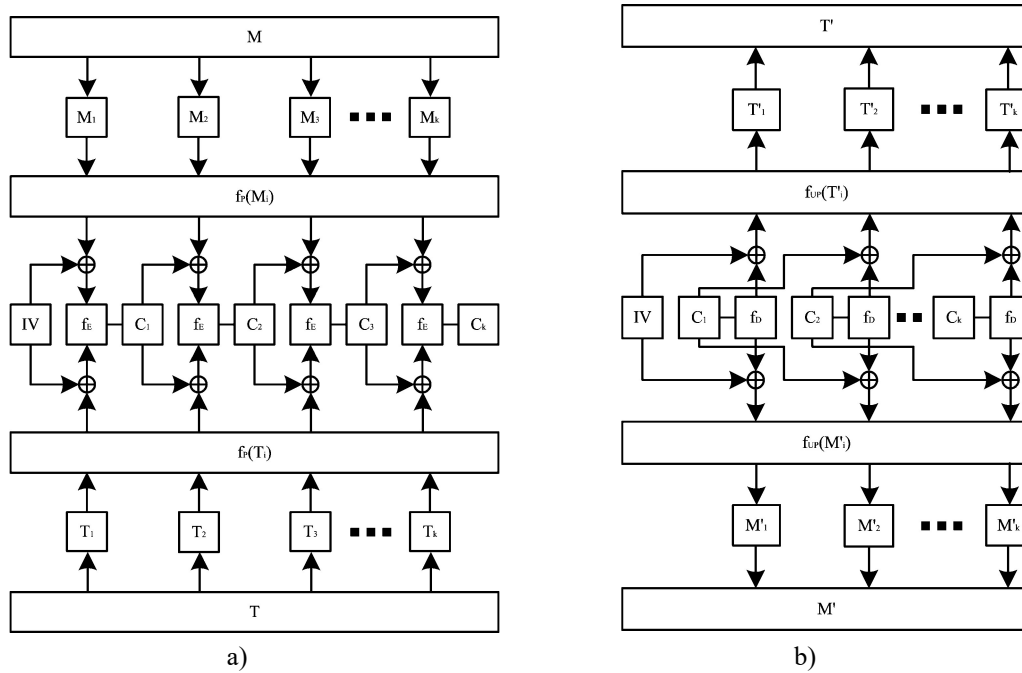 M
M1 M2 M3 Mk
fP(Mi)
IV fE C1 fE C2 fE C3 fE Ck
fP(Ti)
T1 T2 T3 Tk
T
a)
T'
T'1 T'2 T'k
fUP(T'i)
IV C1 fD C2 fD Ck fD
fUP(M'i)
M'1 M'2 M'k
M'
b)